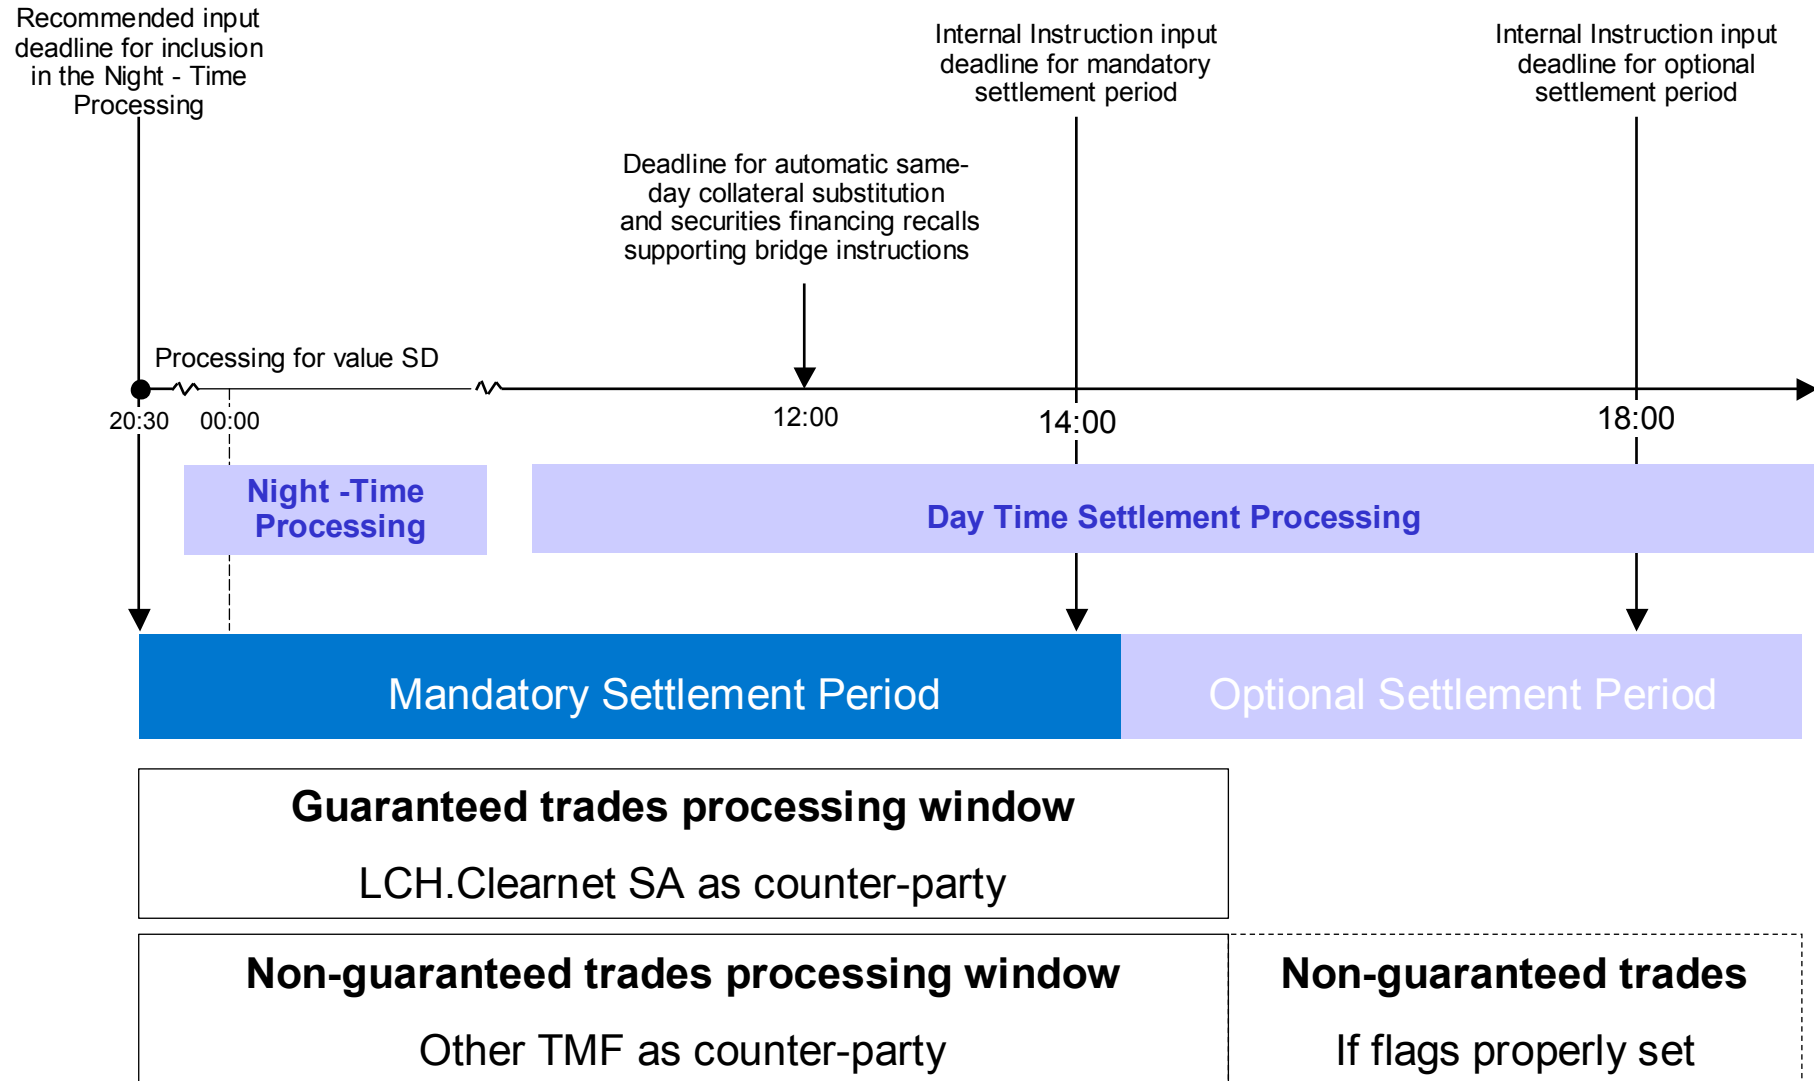 Recommended input
deadline for inclusion
in the Night - Time
Processing
Internal Instruction input
deadline for mandatory
settlement period
Internal Instruction input
deadline for optional
settlement period
Deadline for automatic same-
day collateral substitution
and securities financing recalls
supporting bridge instructions
Processing for value SD
20:30
00:00
12:00
14:00
18:00
Night -Time
Processing
Day Time Settlement Processing
Mandatory Settlement Period
Optional Settlement Period
Guaranteed trades processing window
LCH.Clearnet SA as counter-party
Non-guaranteed trades processing window
Other TMF as counter-party
Non-guaranteed trades
If flags properly set